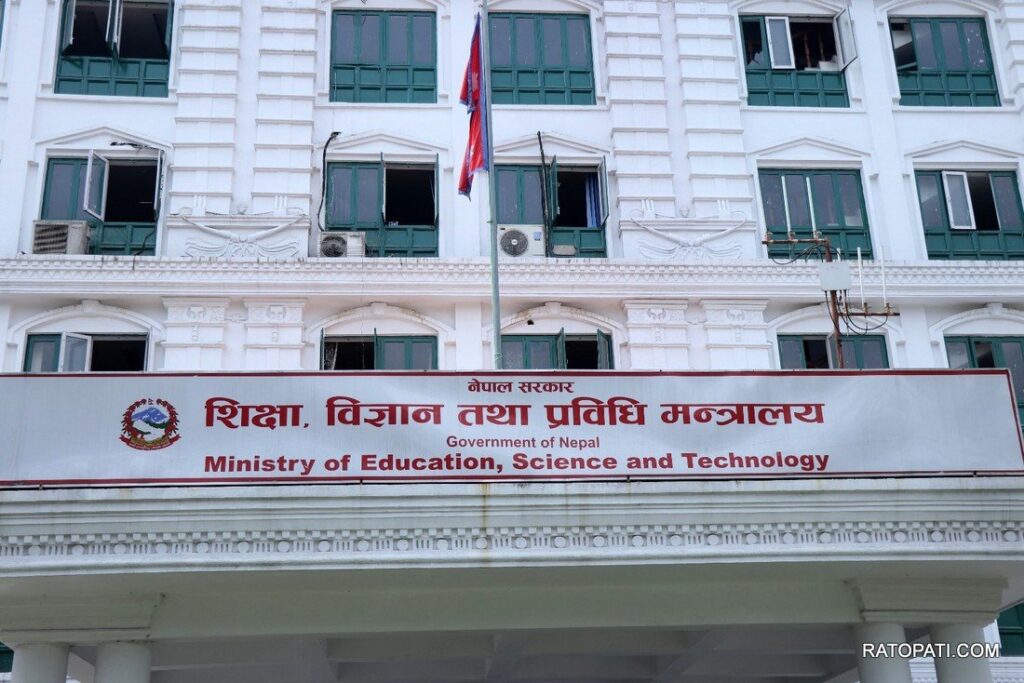 नेपाल सरकार
शिक्षा, विज्ञान तथा प्रविधि मन्त्रालय
Government of Nepal
Ministry of Education, Science and Technology
RATOPATI.COM